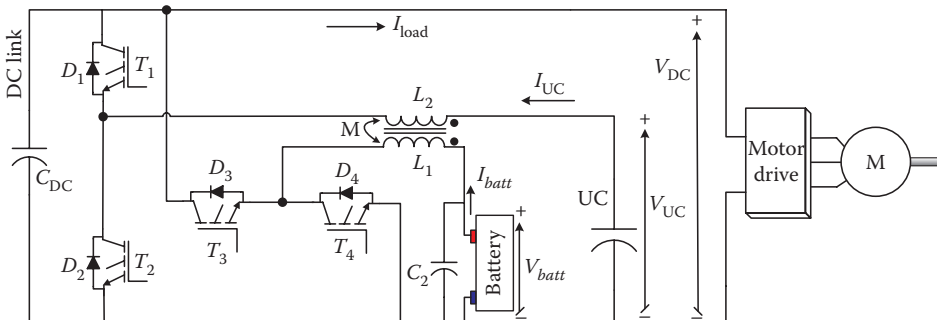 DC link
C_DC
D_1
T_1
D_2
T_2
I_load
M
L_2
L_1
I_UC
D_3
T_3
D_4
T_4
C_2
I_batt
Battery
+
V_batt
–
UC
+
V_UC
–
+
V_DC
–
Motor
drive
M